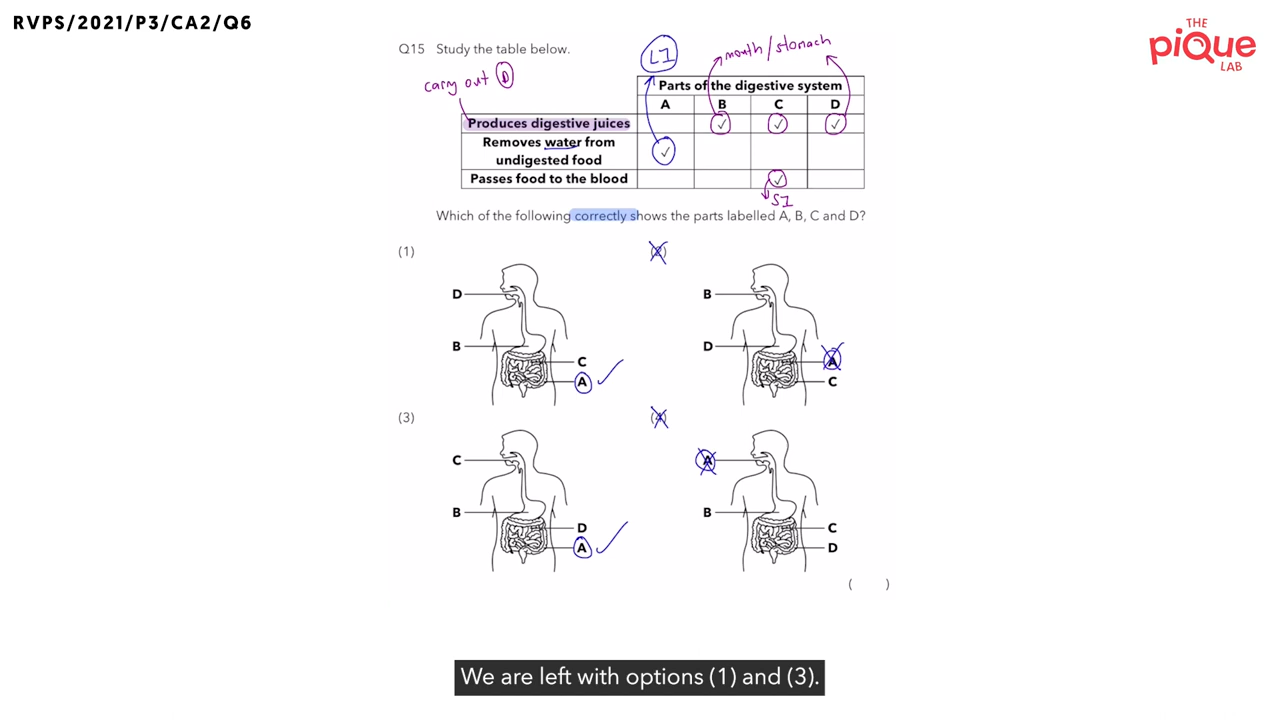 RVPS/2021/P3/CA2/Q6
THE
piQue
LAB
Q15 Study the table below.
LI
mouth/stomach
carry out D
Parts of the digestive system
A B C D
Produces digestive juices ✓ ✓ ✓
Removes water from
undigested food ✓
Passes food to the blood ✓
SI
Which of the following correctly shows the parts labelled A, B, C and D?
(1)
D
B
C
A
(2)
B
D
A
C
(3)
C
B
D
A
(4)
A
B
C
D
( )
We are left with options (1) and (3).